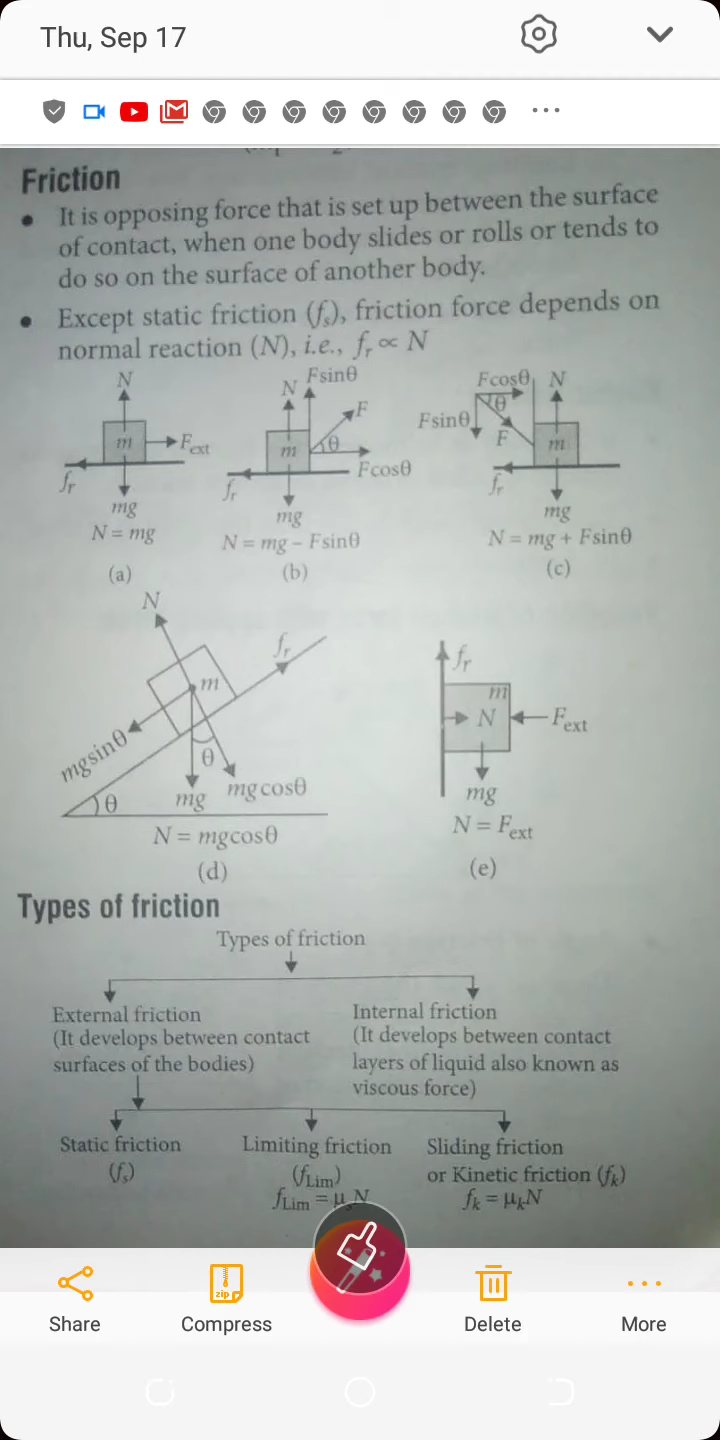 Thu, Sep 17
Friction
• It is opposing force that is set up between the surface
of contact, when one body slides or rolls or tends to
do so on the surface of another body.
• Except static friction (fs), friction force depends on
normal reaction (N), i.e., fr ∝ N
N
m
Fext
fr
mg
N = mg
(a)
N
Fsinθ
F
θ
m
Fcosθ
fr
mg
N = mg – Fsinθ
(b)
Fcosθ
N
θ
Fsinθ
F
m
fr
mg
N = mg + Fsinθ
(c)
N
fr
m
mgsinθ
θ
θ
mg
mgcosθ
N = mgcosθ
(d)
fr
m
N
Fext
mg
N = Fext
(e)
Types of friction
Types of friction
External friction
(It develops between contact
surfaces of the bodies)
Internal friction
(It develops between contact
layers of liquid also known as
viscous force)
Static friction
(fs)
Limiting friction
(fLim)
fLim = μsN
Sliding friction
or Kinetic friction (fk)
fk = μkN
zip
Share
Compress
Delete
More